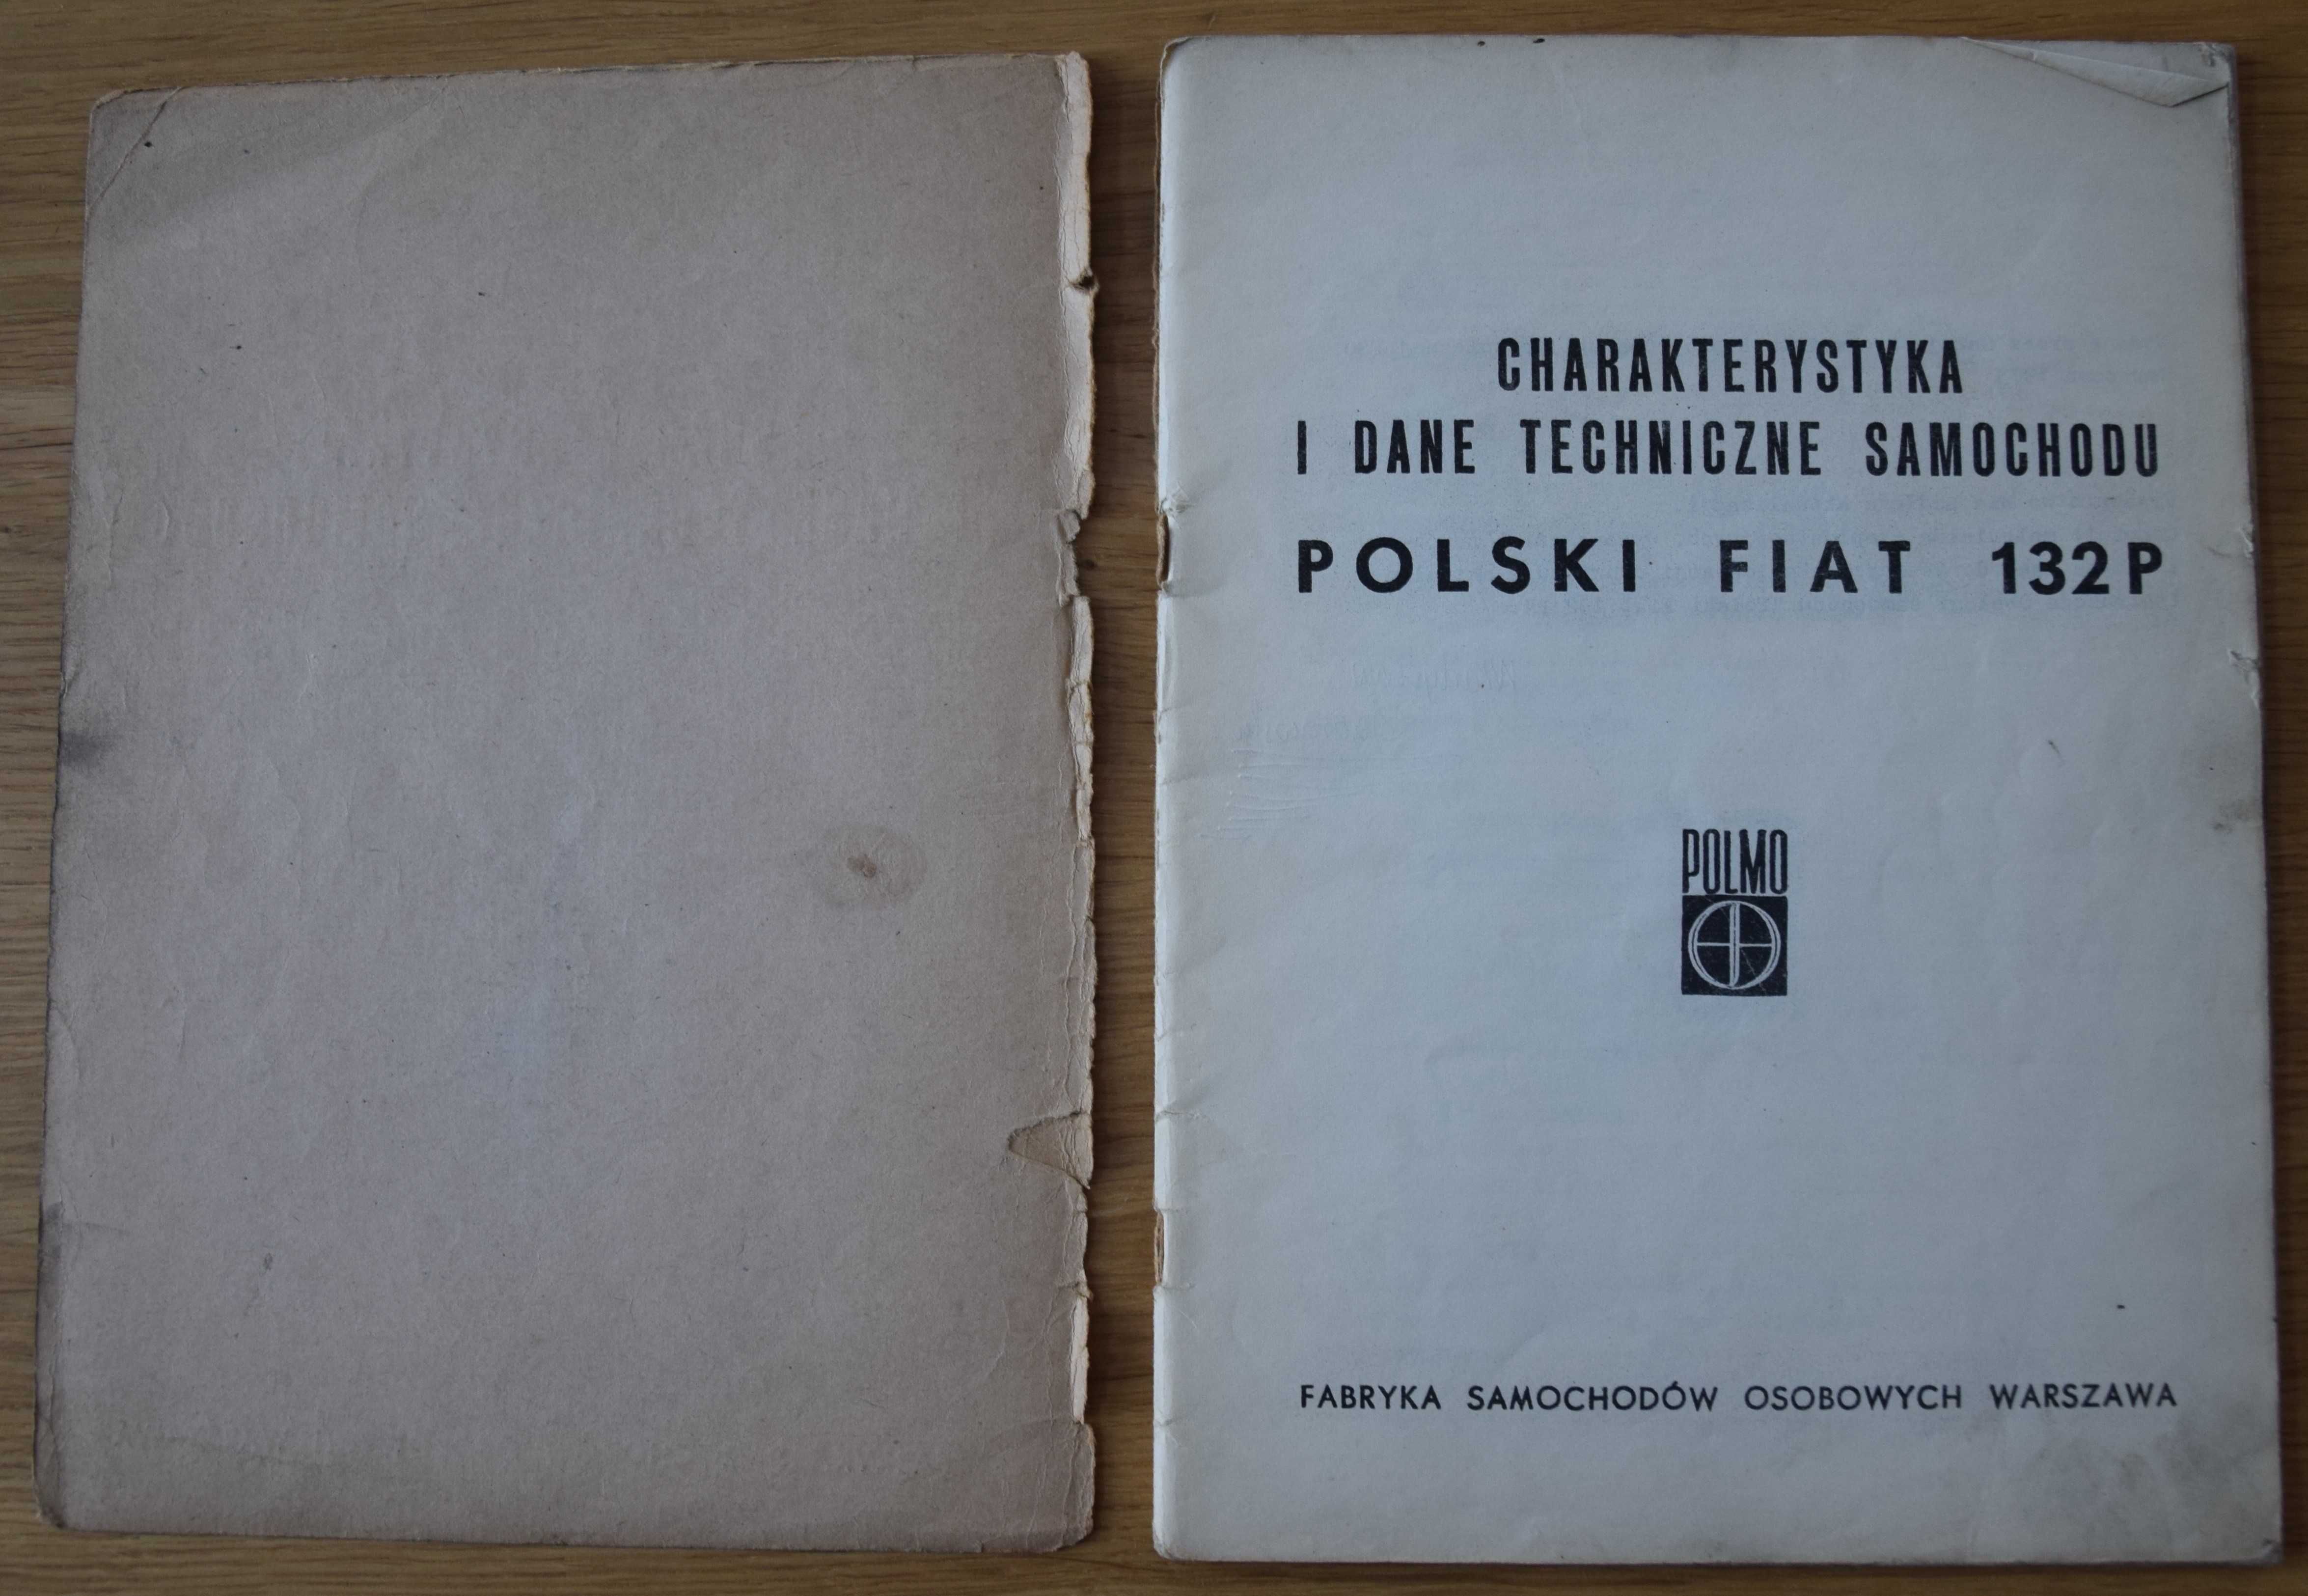 CHARAKTERYSTYKA
I DANE TECHNICZNE SAMOCHODU
POLSKI FIAT 132P
POLMO
FABRYKA SAMOCHODÓW OSOBOWYCH WARSZAWA